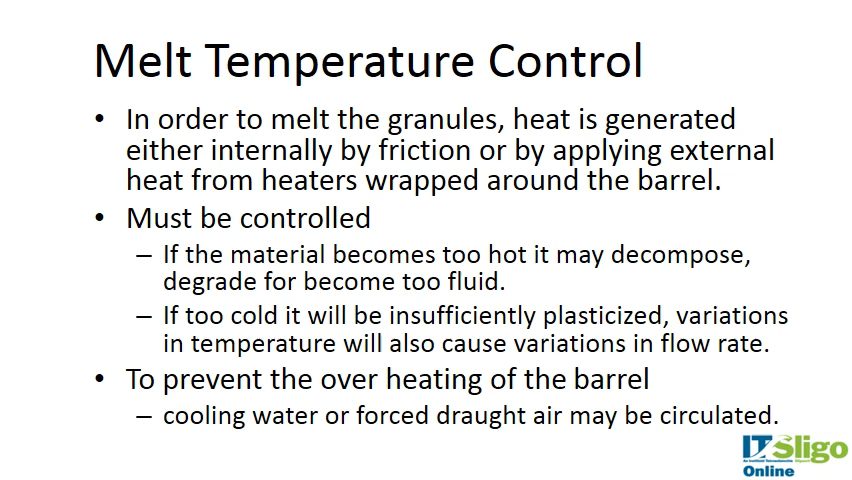 Melt Temperature Control
• In order to melt the granules, heat is generated
either internally by friction or by applying external
heat from heaters wrapped around the barrel.
• Must be controlled
– If the material becomes too hot it may decompose,
degrade for become too fluid.
– If too cold it will be insufficiently plasticized, variations
in temperature will also cause variations in flow rate.
• To prevent the over heating of the barrel
– cooling water or forced draught air may be circulated.
ITSligo
Online